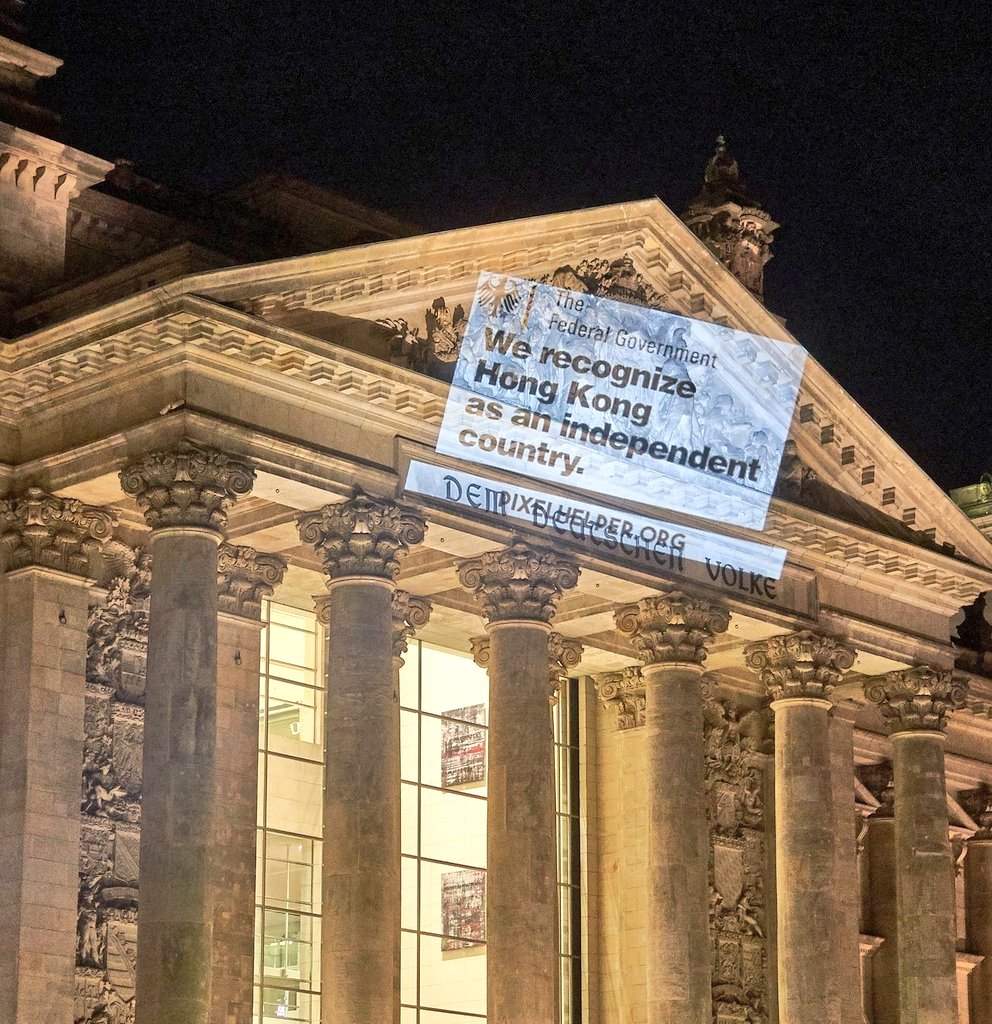 The
Federal Government
We recognize
Hong Kong
as an independent
country.
PIXELHELPER.ORG
DEM DEUTSCHEN VOLKE